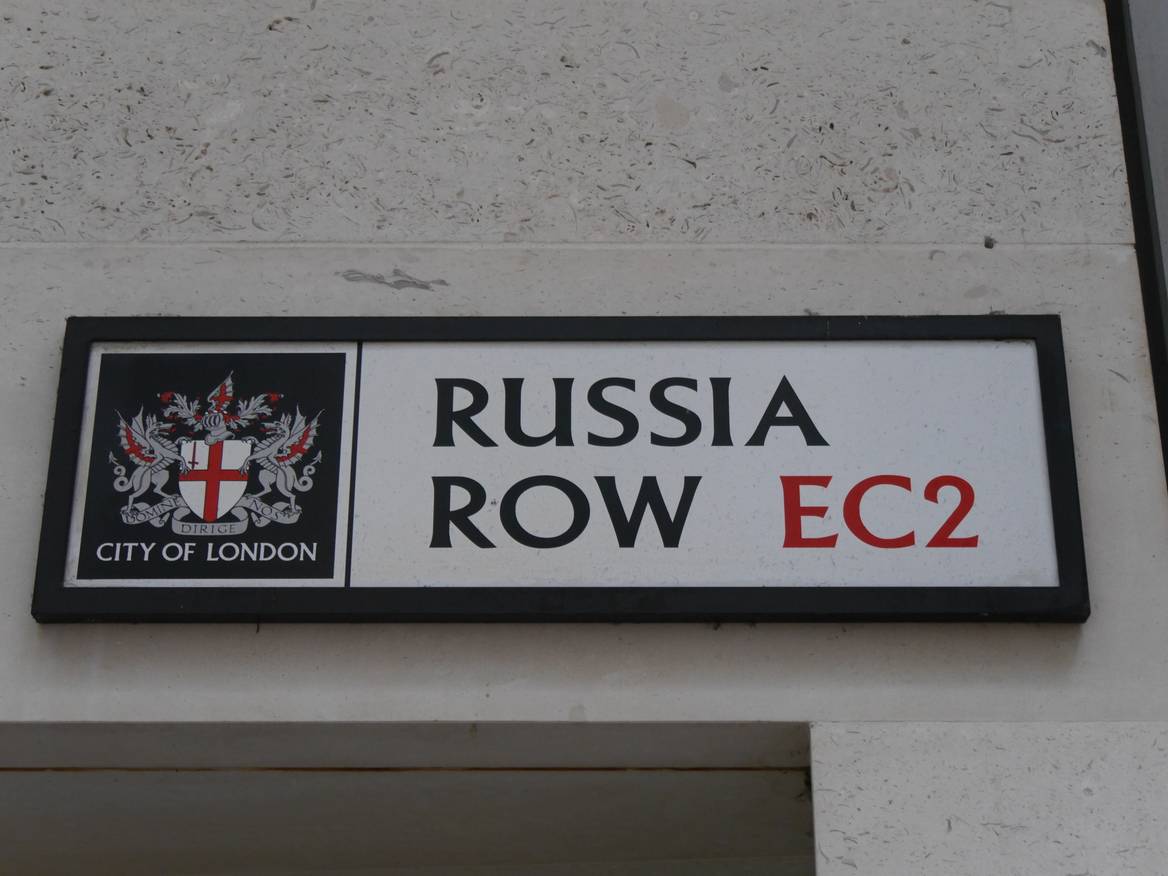 RUSSIA
ROW EC2
DOMINE DIRIGE NOS
CITY OF LONDON